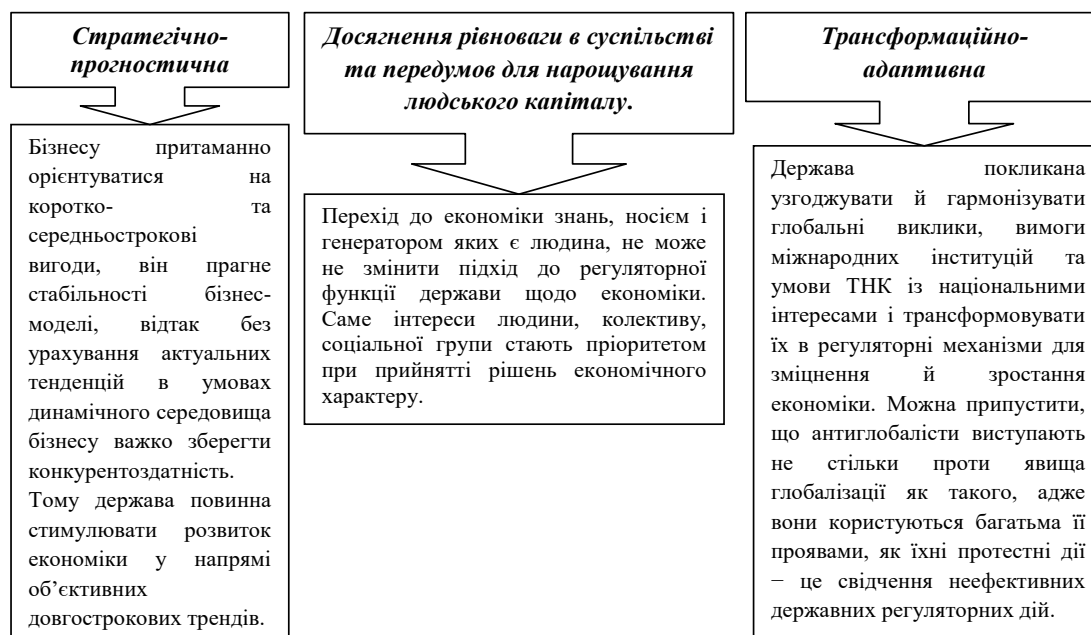 Стратегічно-
прогностична
Бізнесу притаманно
орієнтуватися на
коротко- та
середньострокові
вигоди, він прагне
стабільності бізнес-
моделі, відтак без
урахування актуальних
тенденцій в умовах
динамічного середовища
бізнесу важко зберегти
конкурентоздатність.
Тому держава повинна
стимулювати розвиток
економіки у напрямі
об’єктивних
довгострокових трендів.
Досягнення рівноваги в суспільстві
та передумов для нарощування
людського капіталу.
Перехід до економіки знань, носієм і
генератором яких є людина, не може
не змінити підхід до регуляторної
функції держави щодо економіки.
Саме інтереси людини, колективу,
соціальної групи стають пріоритетом
при прийнятті рішень економічного
характеру.
Трансформаційно-
адаптивна
Держава покликана
узгоджувати й гармонізувати
глобальні виклики, вимоги
міжнародних інституцій та
умови ТНК із національними
інтересами і трансформовувати
їх в регуляторні механізми для
зміцнення й зростання
економіки. Можна припустити,
що антиглобалісти виступають
не стільки проти явища
глобалізації як такого, адже
вони користуються багатьма її
проявами, як їхні протестні дії
− це свідчення неефективних
державних регуляторних дій.